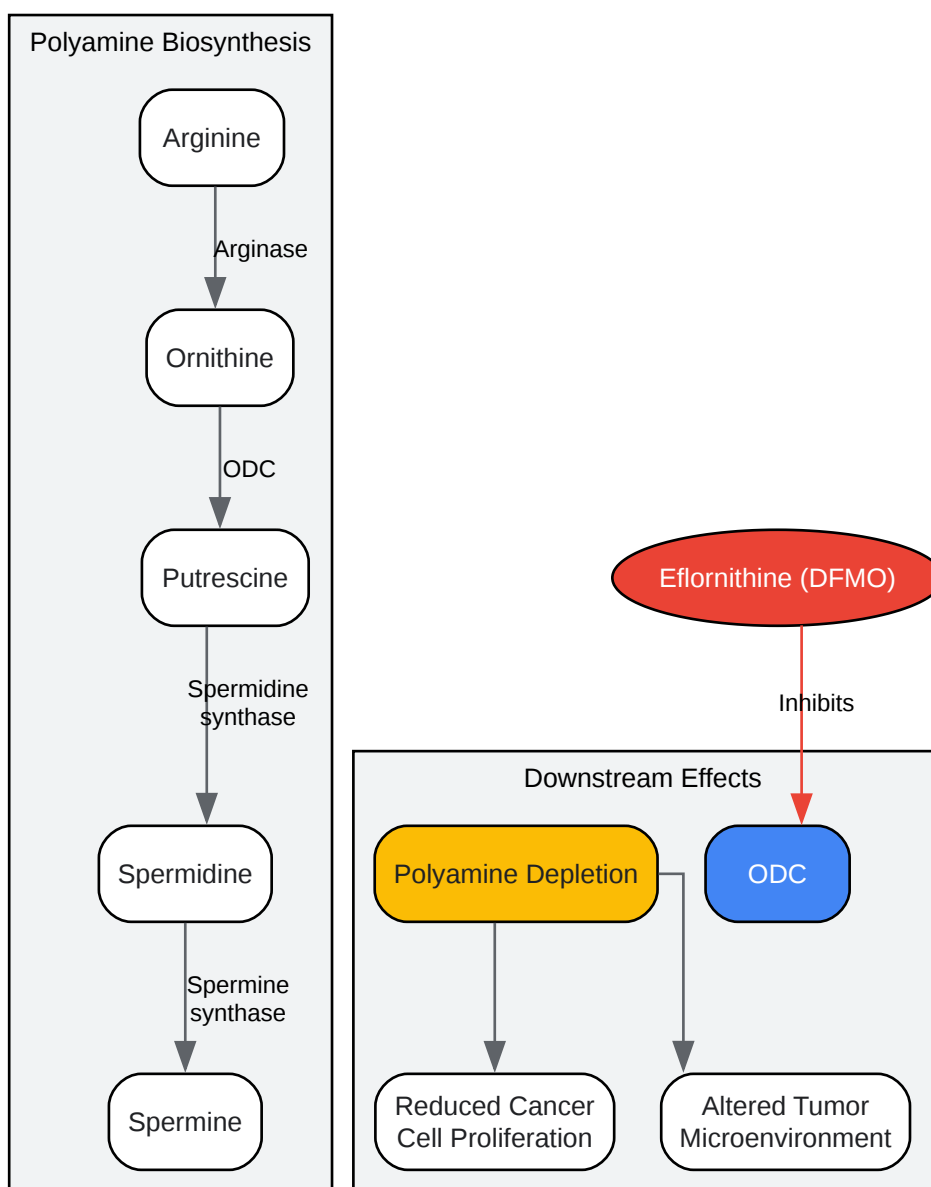 Polyamine Biosynthesis
Arginine
Arginase
Ornithine
ODC
Putrescine
Spermidine
synthase
Spermidine
Spermine
synthase
Spermine
Eflornithine (DFMO)
Inhibits
Downstream Effects
Polyamine Depletion
ODC
Reduced Cancer
Cell Proliferation
Altered Tumor
Microenvironment